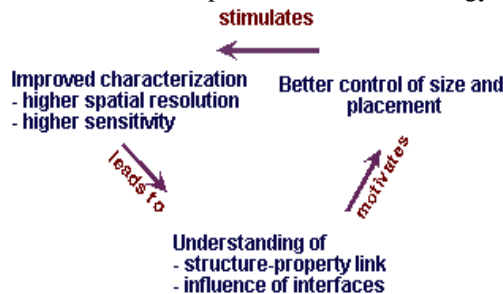 stimulates
Improved characterization
- higher spatial resolution
- higher sensitivity
Better control of size and
placement
leads to
motivates
Understanding of
- structure-property link
- influence of interfaces